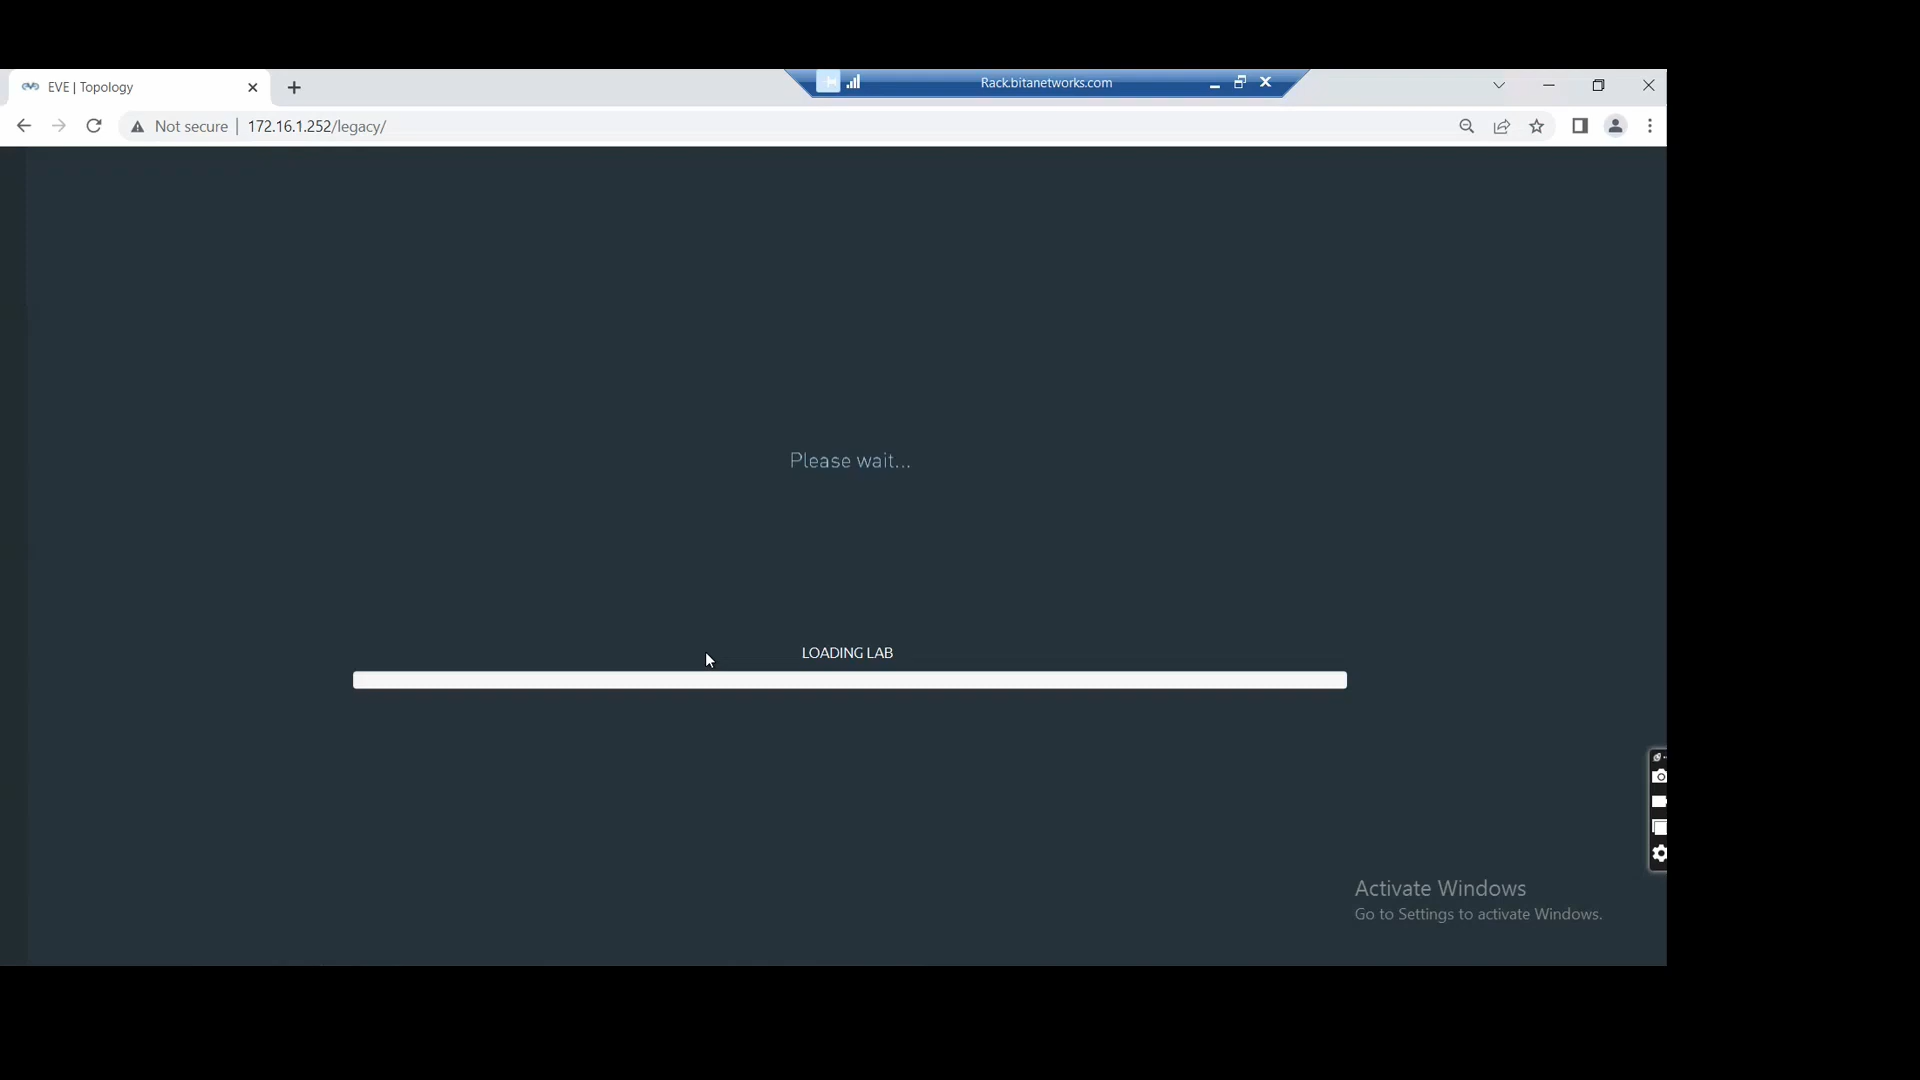 EVE | Topology
Rack.bitanetworks.com
Not secure
172.16.1.252/legacy/
Please wait...
LOADING LAB
Activate Windows
Go to Settings to activate Windows.